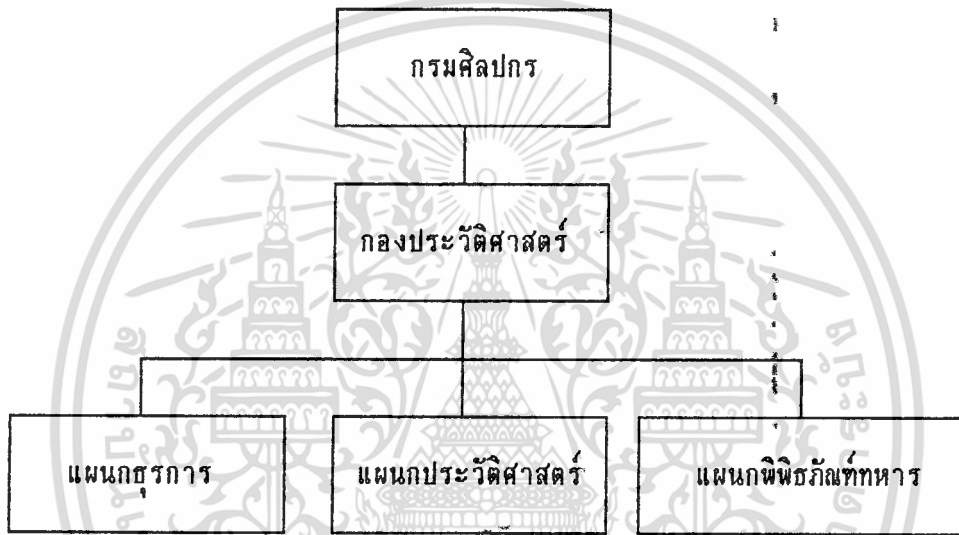 กรมศิลปกร
กองประวัติศาสตร์
แผนกธุรการ
แผนกประวัติศาสตร์
แผนกพิพิธภัณฑ์ทหาร